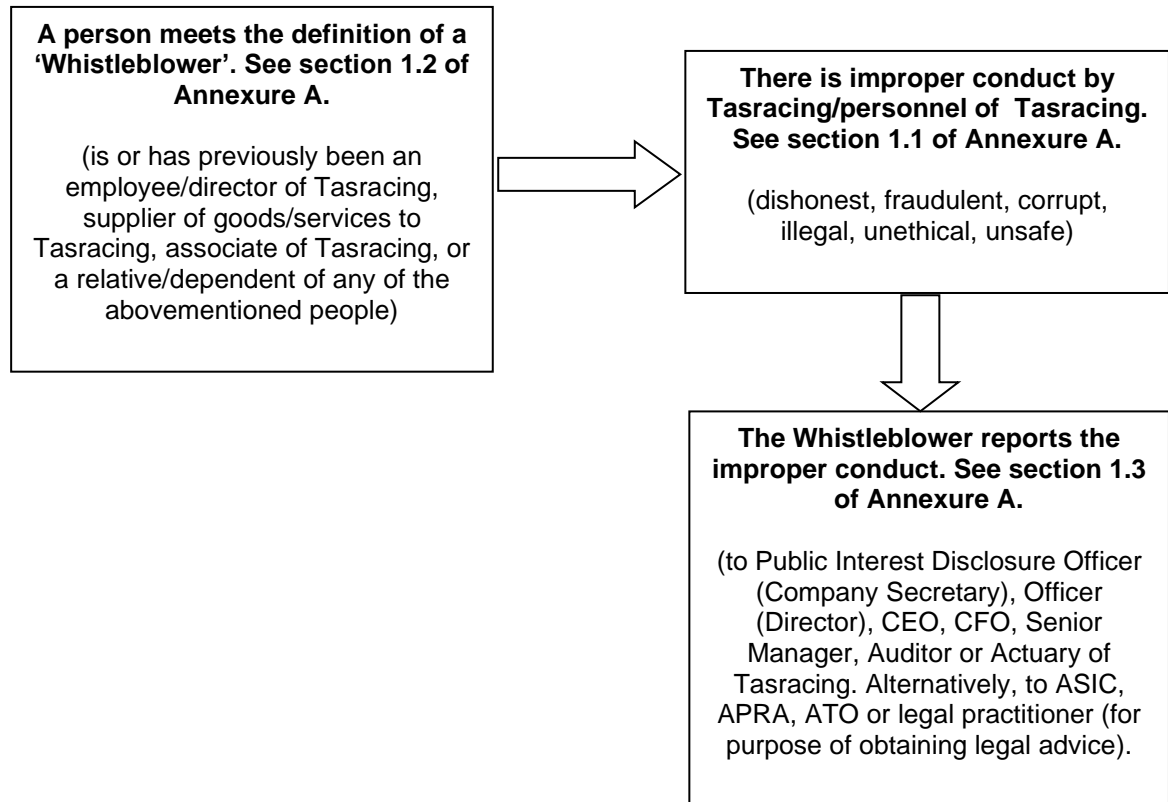 A person meets the definition of a
‘Whistleblower’. See section 1.2 of
Annexure A.
(is or has previously been an
employee/director of Tasracing,
supplier of goods/services to
Tasracing, associate of Tasracing, or
a relative/dependent of any of the
abovementioned people)
There is improper conduct by
Tasracing/personnel of Tasracing.
See section 1.1 of Annexure A.
(dishonest, fraudulent, corrupt,
illegal, unethical, unsafe)
The Whistleblower reports the
improper conduct. See section 1.3
of Annexure A.
(to Public Interest Disclosure Officer
(Company Secretary), Officer
(Director), CEO, CFO, Senior
Manager, Auditor or Actuary of
Tasracing. Alternatively, to ASIC,
APRA, ATO or legal practitioner (for
purpose of obtaining legal advice).